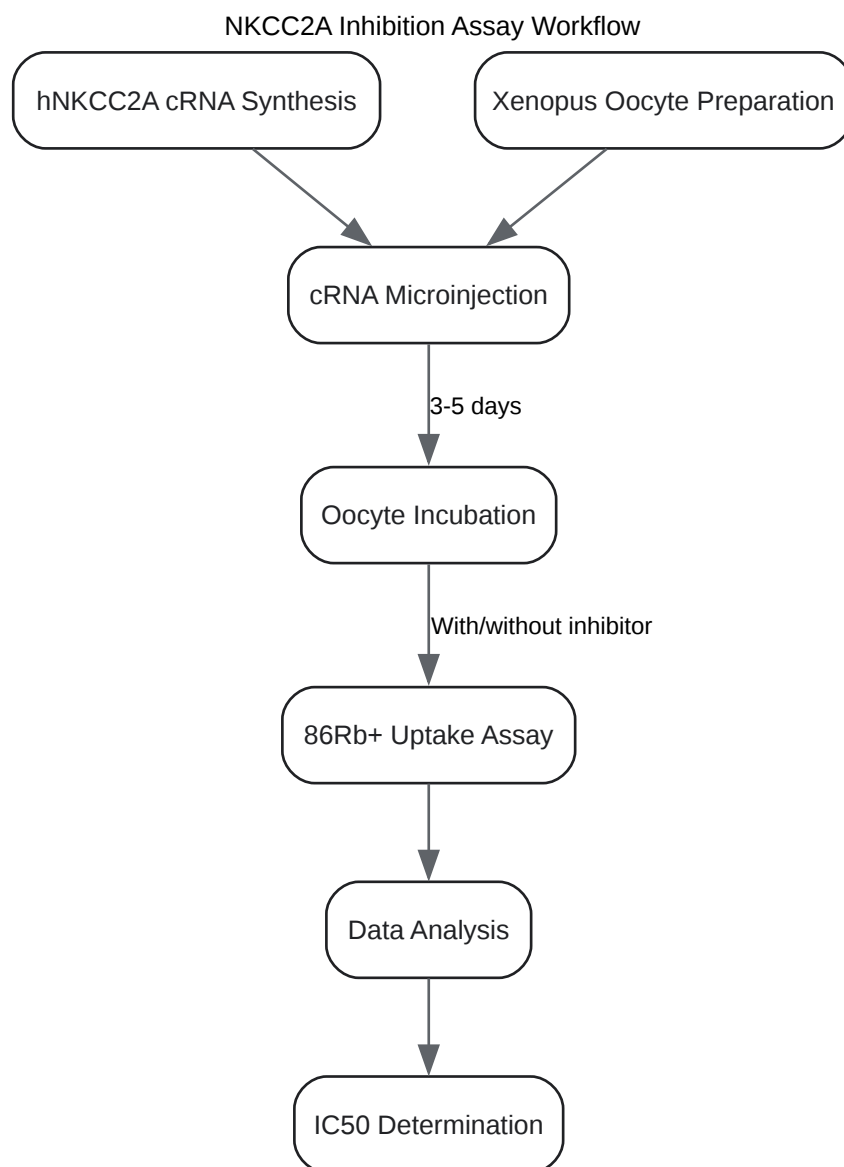 NKCC2A Inhibition Assay Workflow
hNKCC2A cRNA Synthesis
Xenopus Oocyte Preparation
cRNA Microinjection
3-5 days
Oocyte Incubation
With/without inhibitor
86Rb+ Uptake Assay
Data Analysis
IC50 Determination